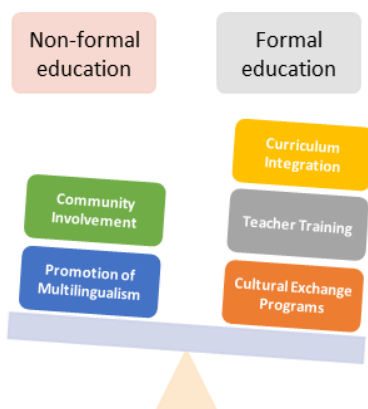 Non-formal
education
Formal
education
Curriculum
Integration
Community
Involvement
Teacher Training
Promotion of
Multilingualism
Cultural Exchange
Programs